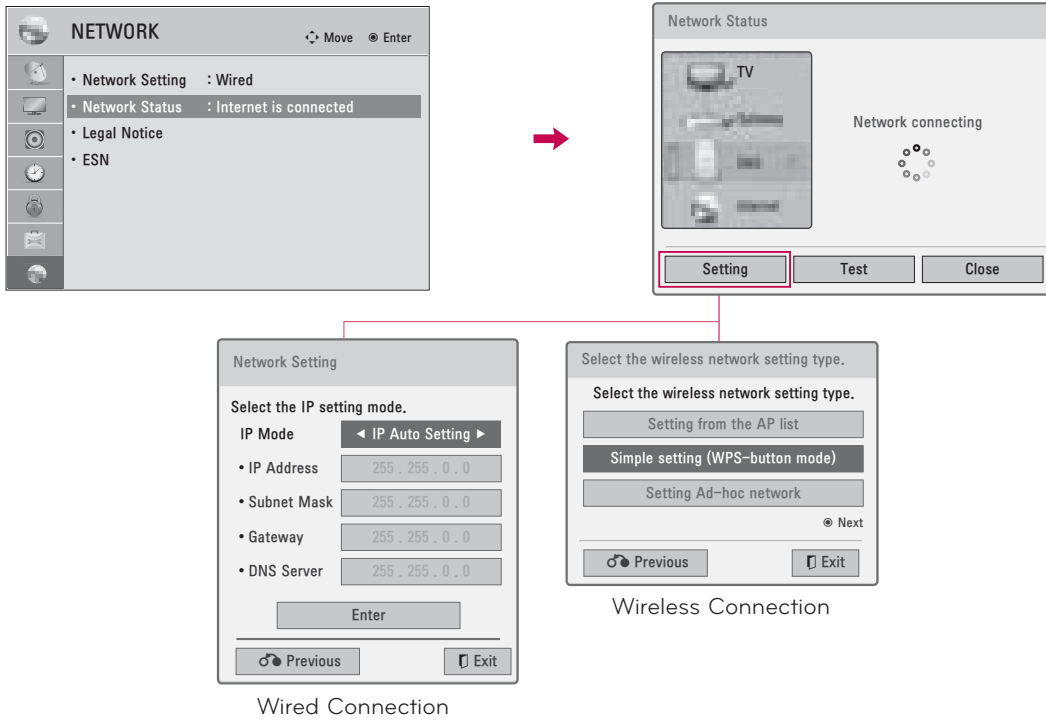 NETWORK
Move Enter
• Network Setting : Wired
• Network Status : Internet is connected
• Legal Notice
• ESN
Network Status
TV
Network connecting
Setting Test Close
Network Setting
Select the IP setting mode.
IP Mode ◄ IP Auto Setting ►
• IP Address 255 . 255 . 0 . 0
• Subnet Mask 255 . 255 . 0 . 0
• Gateway 255 . 255 . 0 . 0
• DNS Server 255 . 255 . 0 . 0
Enter
Previous Exit
Wired Connection
Select the wireless network setting type.
Select the wireless network setting type.
Setting from the AP list
Simple setting (WPS-button mode)
Setting Ad-hoc network
Next
Previous Exit
Wireless Connection